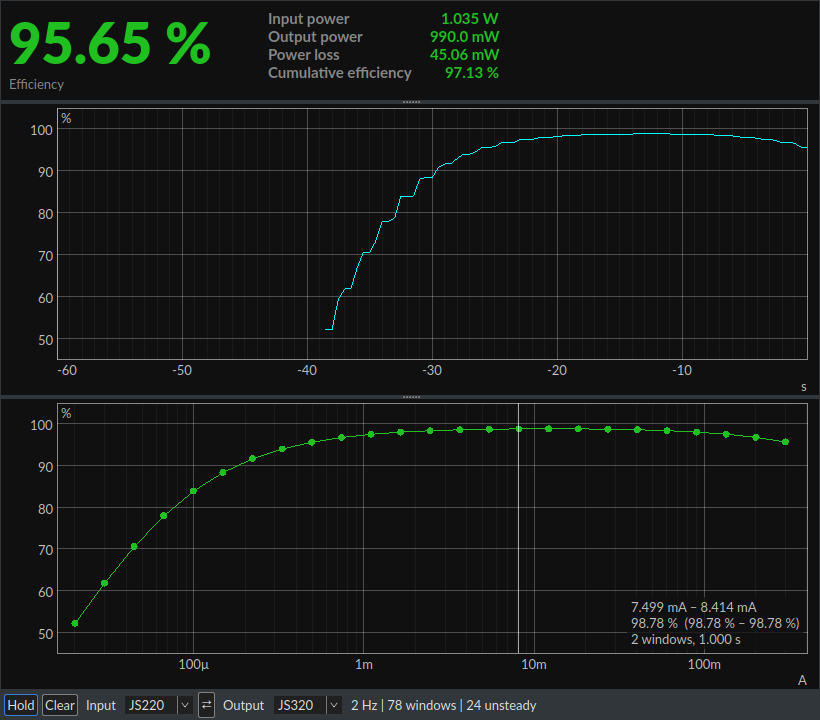 95.65 %
Efficiency
Input power 1.035 W
Output power 990.0 mW
Power loss 45.06 mW
Cumulative efficiency 97.13 %
%
100
90
80
70
60
50
-60 -50 -40 -30 -20 -10
s
%
100
90
80
70
60
50
7.499 mA – 8.414 mA
98.78 % (98.78 % – 98.78 %)
2 windows, 1.000 s
100µ 1m 10m 100m
A
Hold Clear Input JS220 ⇄ Output JS320 2 Hz | 78 windows | 24 unsteady